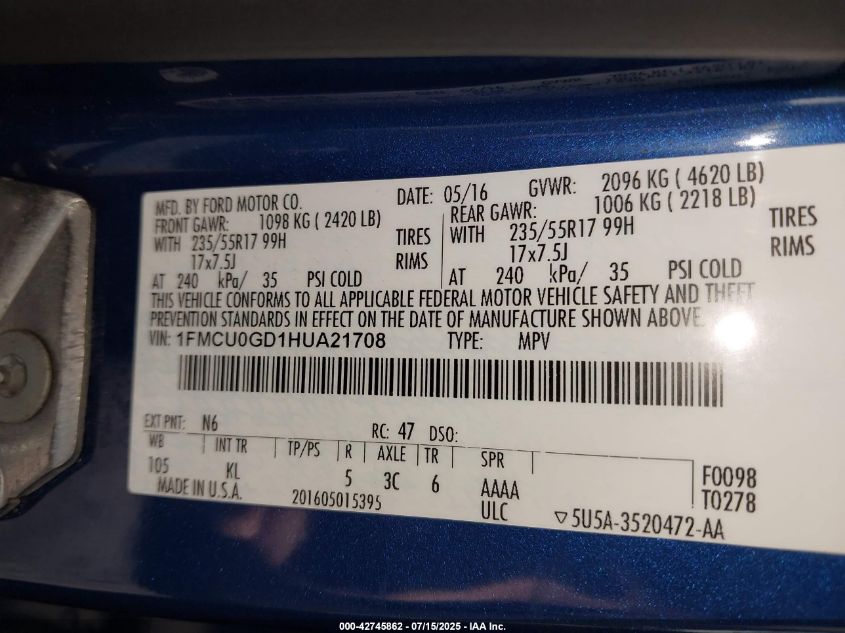 MFD. BY FORD MOTOR CO. DATE: 05/16 GVWR: 2096 KG ( 4620 LB)
FRONT GAWR: 1098 KG ( 2420 LB) REAR GAWR: 1006 KG ( 2218 LB)
WITH 235/55R17 99H TIRES WITH 235/55R17 99H TIRES
17x7.5J RIMS 17x7.5J RIMS
AT 240 kPa/ 35 PSI COLD AT 240 kPa/ 35 PSI COLD
THIS VEHICLE CONFORMS TO ALL APPLICABLE FEDERAL MOTOR VEHICLE SAFETY AND THEFT
PREVENTION STANDARDS IN EFFECT ON THE DATE OF MANUFACTURE SHOWN ABOVE.
VIN: 1FMCU0GD1HUA21708 TYPE: MPV
EXT PNT: N6 RC: 47 DSO:
WB INT TR TP/PS R AXLE TR SPR
105 KL 5 3C 6 AAAA F0098
MADE IN U.S.A. 201605015395 ULC T0278
▽5U5A-3520472-AA
000-42745862 - 07/15/2025 - IAA Inc.